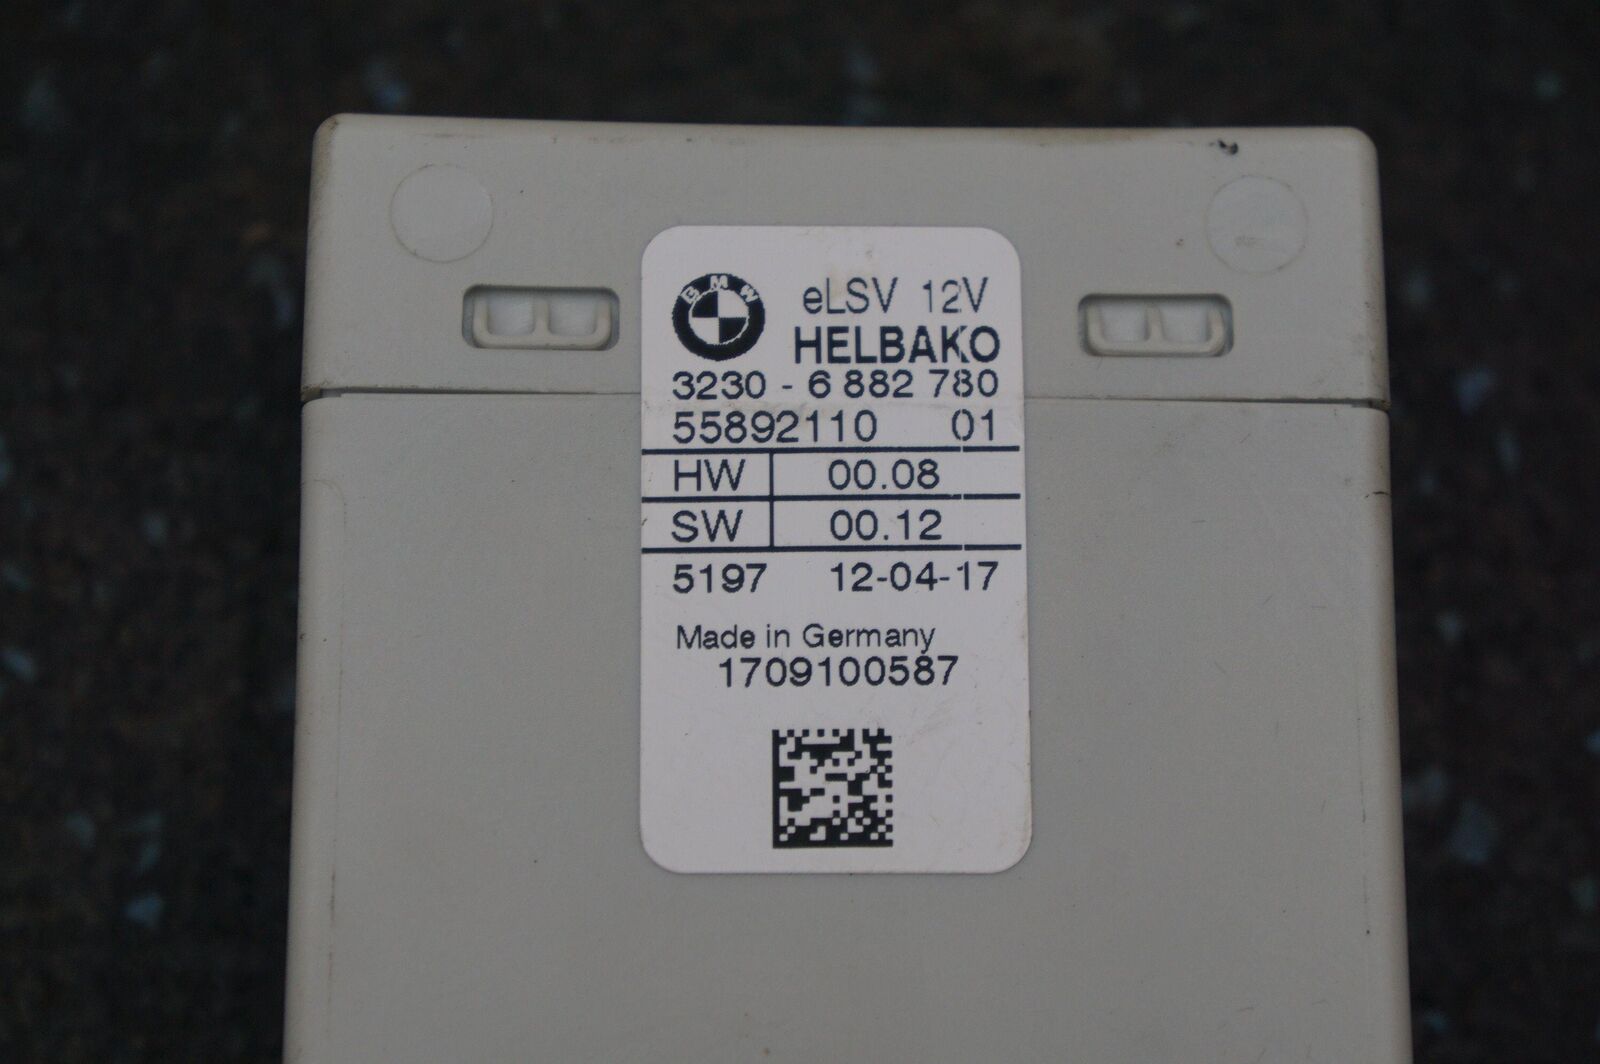 BMW
eLSV 12V
HELBAKO
3230 - 6 882 780
55892110 01
HW 00.08
SW 00.12
5197 12-04-17
Made in Germany
1709100587